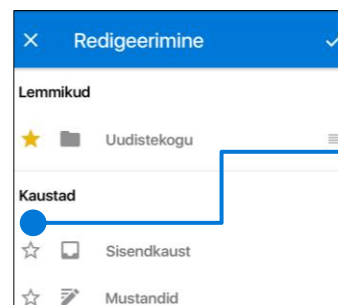 Redigeerimine
Lemmikud
Uudistekogu
Kaustad
Sisendkaust
Mustandid